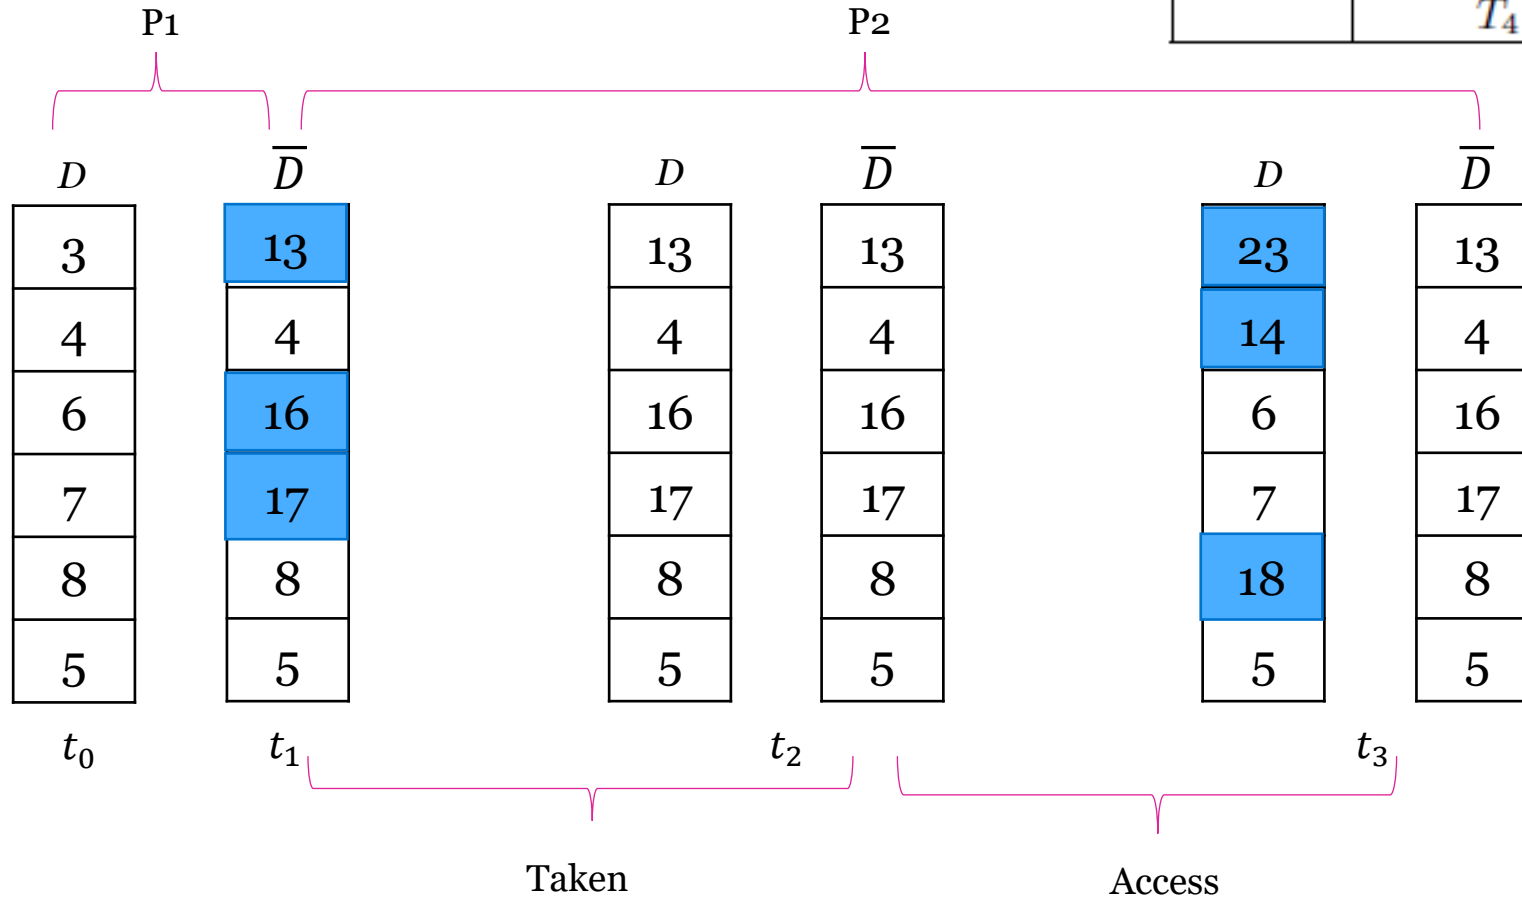 P1 P2 T₄
D D̅ D D̅ D D̅
3 13 13 13 23 13
4 4 4 4 14 4
6 16 16 16 6 16
7 17 17 17 7 17
8 8 8 8 18 8
5 5 5 5 5 5
t₀ t₁ t₂ t₃
Taken Access